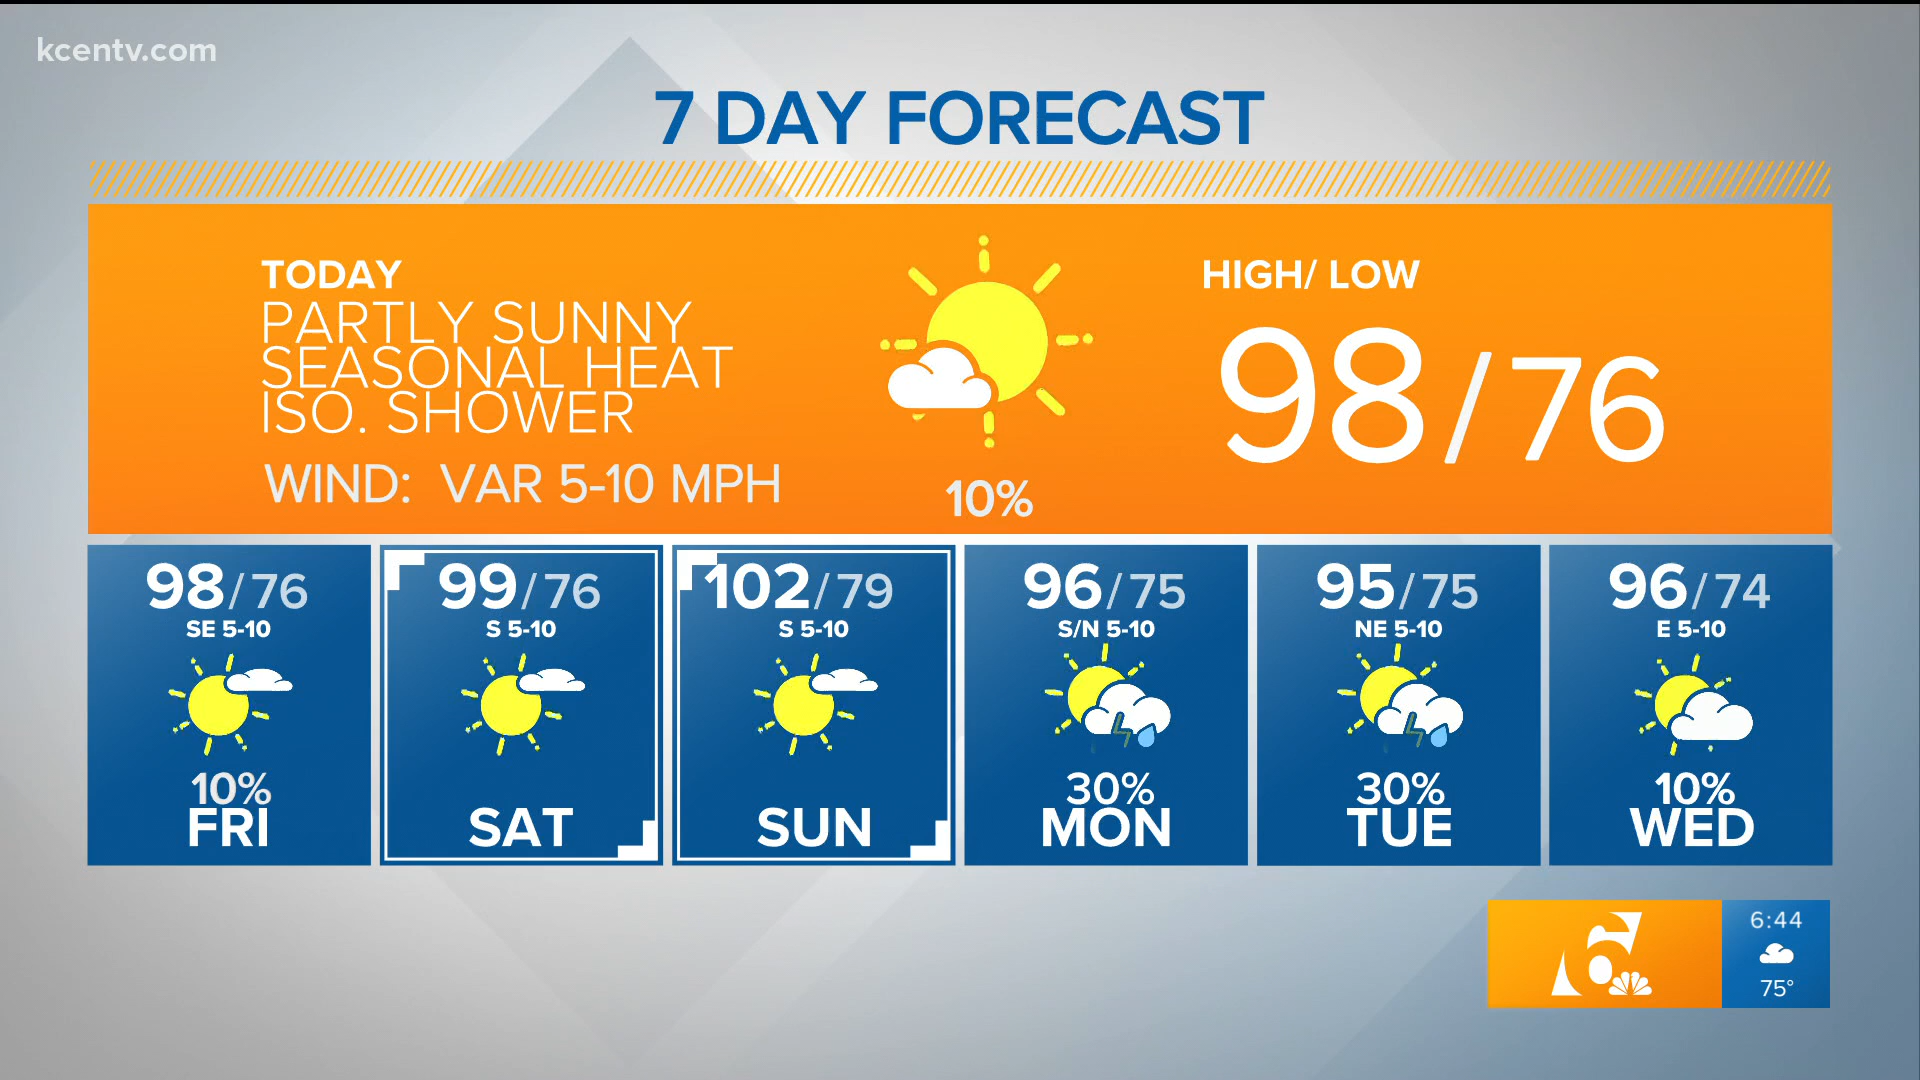 kcentv.com
7 DAY FORECAST
TODAY
PARTLY SUNNY
SEASONAL HEAT
ISO. SHOWER
WIND: VAR 5-10 MPH
10%
HIGH/ LOW
98/76
98/76
SE 5-10
10%
FRI
99/76
S 5-10
SAT
102/79
S 5-10
SUN
96/75
S/N 5-10
30%
MON
95/75
NE 5-10
30%
TUE
96/74
E 5-10
10%
WED
6
6:44
75°